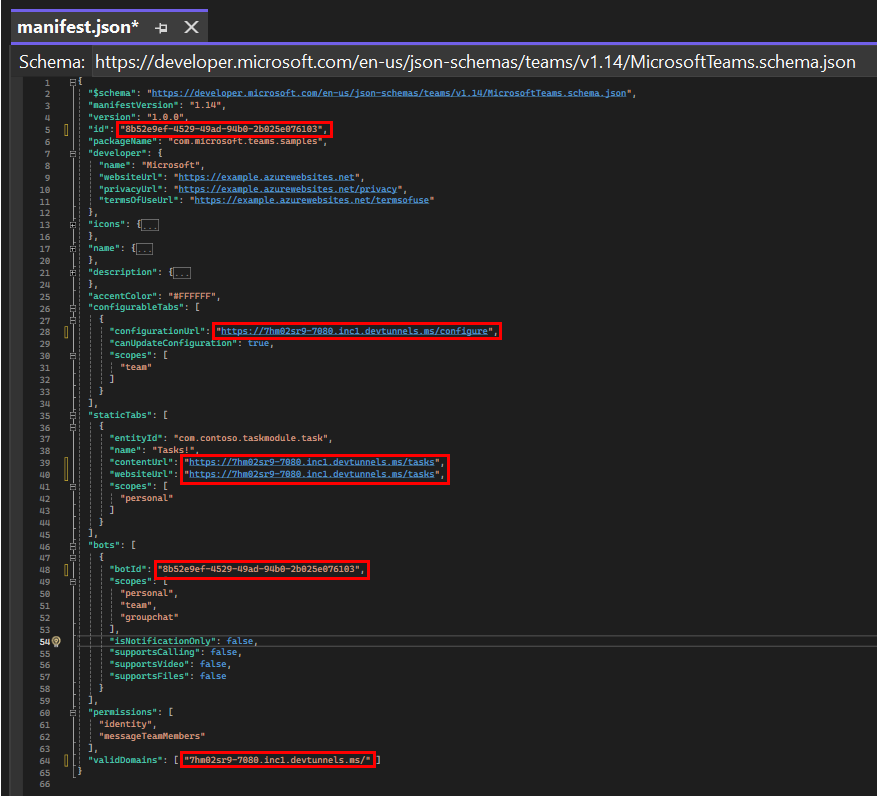 manifest.json*
Schema: https://developer.microsoft.com/en-us/json-schemas/teams/v1.14/MicrosoftTeams.schema.json
1 {
2 "$schema": "https://developer.microsoft.com/en-us/json-schemas/teams/v1.14/MicrosoftTeams.schema.json",
3 "manifestVersion": "1.14",
4 "version": "1.0.0",
5 "id": "8b52e9ef-4529-49ad-94b0-2b025e076103",
6 "packageName": "com.microsoft.teams.samples",
7 "developer": {
8 "name": "Microsoft",
9 "websiteUrl": "https://example.azurewebsites.net",
10 "privacyUrl": "https://example.azurewebsites.net/privacy",
11 "termsOfUseUrl": "https://example.azurewebsites.net/termsofuse"
12 },
13 "icons": {...
16 },
17 "name": {...
20 },
21 "description": {...
24 },
25 "accentColor": "#FFFFFF",
26 "configurableTabs": [
27 {
28 "configurationUrl": "https://7hm02sr9-7080.inc1.devtunnels.ms/configure",
29 "canUpdateConfiguration": true,
30 "scopes": [
31 "team"
32 ]
33 }
34 ],
35 "staticTabs": [
36 {
37 "entityId": "com.contoso.taskmodule.task",
38 "name": "Tasks!",
39 "contentUrl": "https://7hm02sr9-7080.inc1.devtunnels.ms/tasks",
40 "websiteUrl": "https://7hm02sr9-7080.inc1.devtunnels.ms/tasks",
41 "scopes": [
42 "personal"
43 ]
44 }
45 ],
46 "bots": [
47 {
48 "botId": "8b52e9ef-4529-49ad-94b0-2b025e076103",
49 "scopes": [
50 "personal",
51 "team",
52 "groupchat"
53 ],
54 "isNotificationOnly": false,
55 "supportsCalling": false,
56 "supportsVideo": false,
57 "supportsFiles": false
58 }
59 ],
60 "permissions": [
61 "identity",
62 "messageTeamMembers"
63 ],
64 "validDomains": [ "7hm02sr9-7080.inc1.devtunnels.ms/*" ]
65 }
66